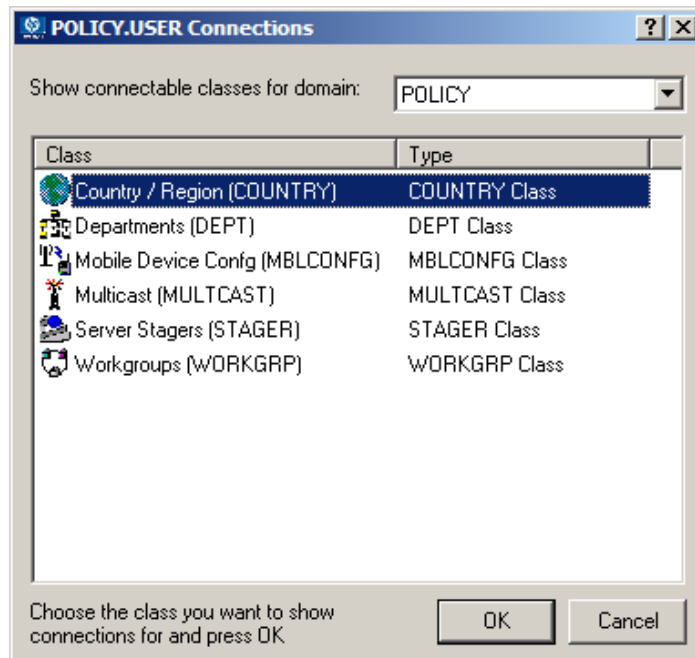 POLICY.USER Connections
Show connectable classes for domain: POLICY
Class Type
Country / Region (COUNTRY) COUNTRY Class
Departments (DEPT) DEPT Class
Mobile Device Confg (MBLCONFG) MBLCONFG Class
Multicast (MULTCAST) MULTCAST Class
Server Stagers (STAGER) STAGER Class
Workgroups (WORKGRP) WORKGRP Class
Choose the class you want to show
connections for and press OK
OK Cancel